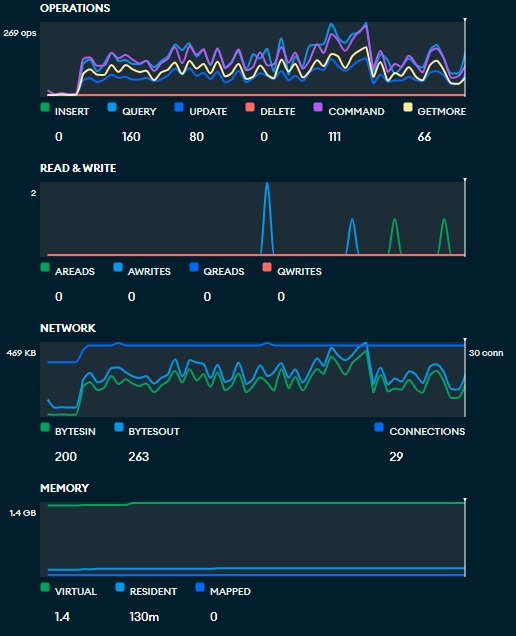 OPERATIONS
269 ops
INSERT QUERY UPDATE DELETE COMMAND GETMORE
0 160 80 0 111 66
READ & WRITE
2
AREADS AWRITES QREADS QWRITES
0 0 0 0
NETWORK
469 KB 30 conn
BYTESIN BYTESOUT CONNECTIONS
200 263 29
MEMORY
1.4 GB
VIRTUAL RESIDENT MAPPED
1.4 130m 0